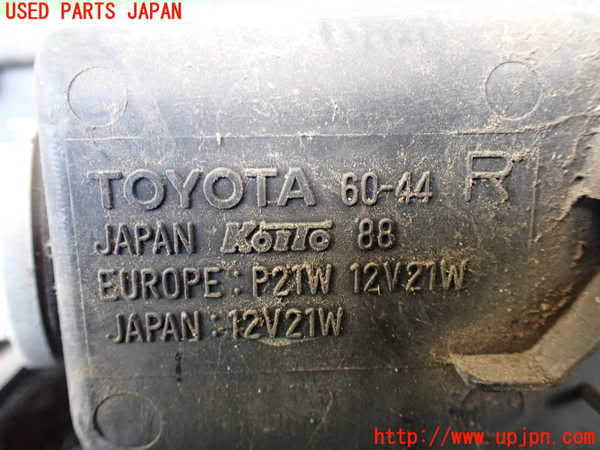 USED PARTS JAPAN
TOYOTA 60-44 R
JAPAN KOITO 88
EUROPE : P21W 12V21W
JAPAN : 12V21W
http://www.upjpn.com/